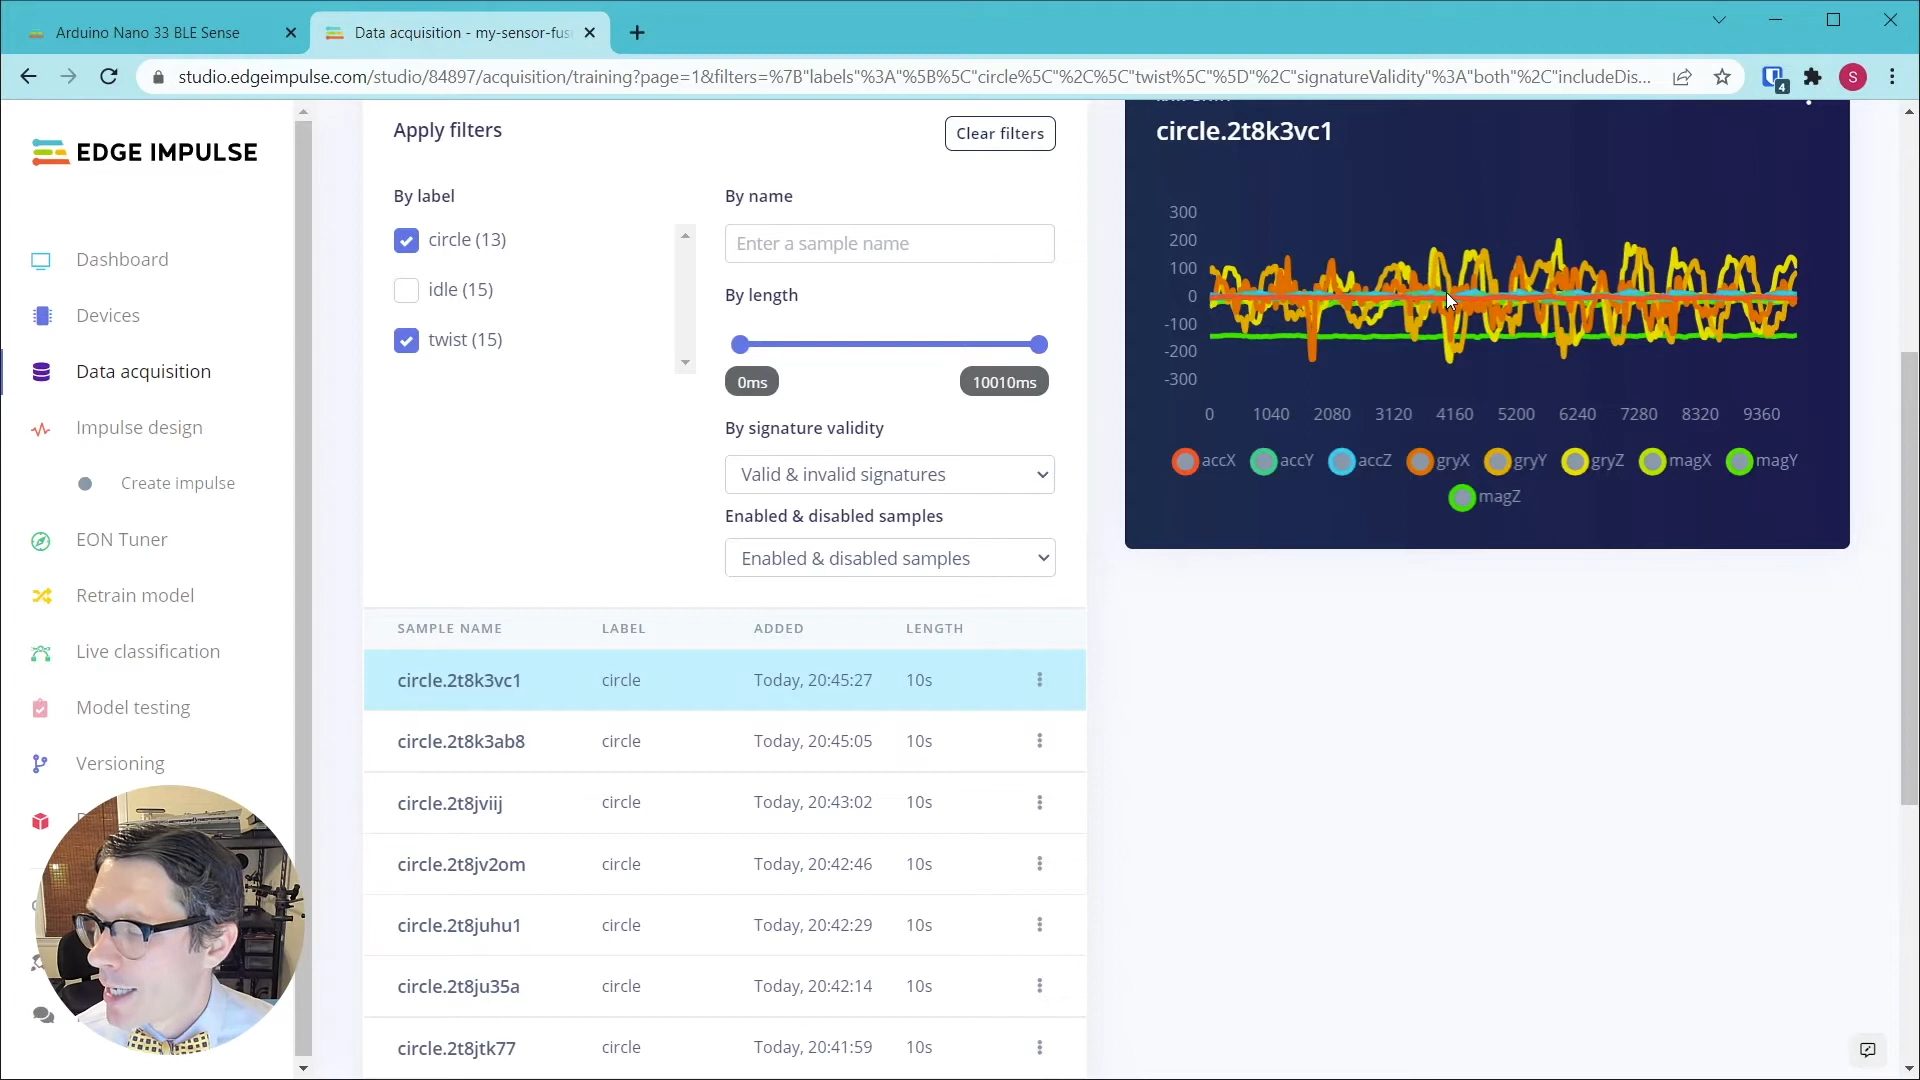 Arduino Nano 33 BLE Sense
Data acquisition - my-sensor-fus
studio.edgeimpulse.com/studio/84897/acquisition/training?page=1&filters=%7B"labels"%3A"%5B%5C"circle%5C"%2C%5C"twist%5C"%5D"%2C"signatureValidity"%3A"both"%2C"includeDis...
4
S
EDGE IMPULSE
Dashboard
Devices
Data acquisition
Impulse design
Create impulse
EON Tuner
Retrain model
Live classification
Model testing
Versioning
Apply filters
Clear filters
By label
circle (13)
idle (15)
twist (15)
By name
Enter a sample name
By length
0ms
10010ms
By signature validity
Valid & invalid signatures
Enabled & disabled samples
Enabled & disabled samples
SAMPLE NAME LABEL ADDED LENGTH
circle.2t8k3vc1 circle Today, 20:45:27 10s
circle.2t8k3ab8 circle Today, 20:45:05 10s
circle.2t8jviij circle Today, 20:43:02 10s
circle.2t8jv2om circle Today, 20:42:46 10s
circle.2t8juhu1 circle Today, 20:42:29 10s
circle.2t8ju35a circle Today, 20:42:14 10s
circle.2t8jtk77 circle Today, 20:41:59 10s
circle.2t8k3vc1
300
200
100
0
-100
-200
-300
0 1040 2080 3120 4160 5200 6240 7280 8320 9360
accX accY accZ gryX gryY gryZ magX magY
magZ